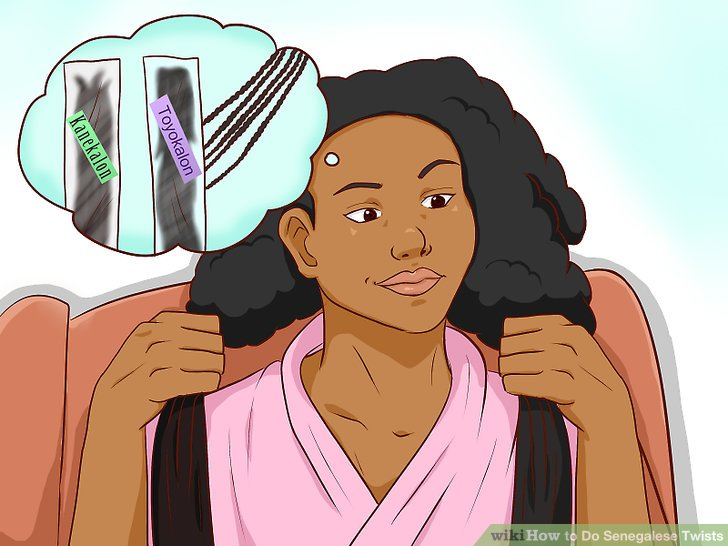 Kanekalon
Toyokalon
wikiHow to Do Senegalese Twists